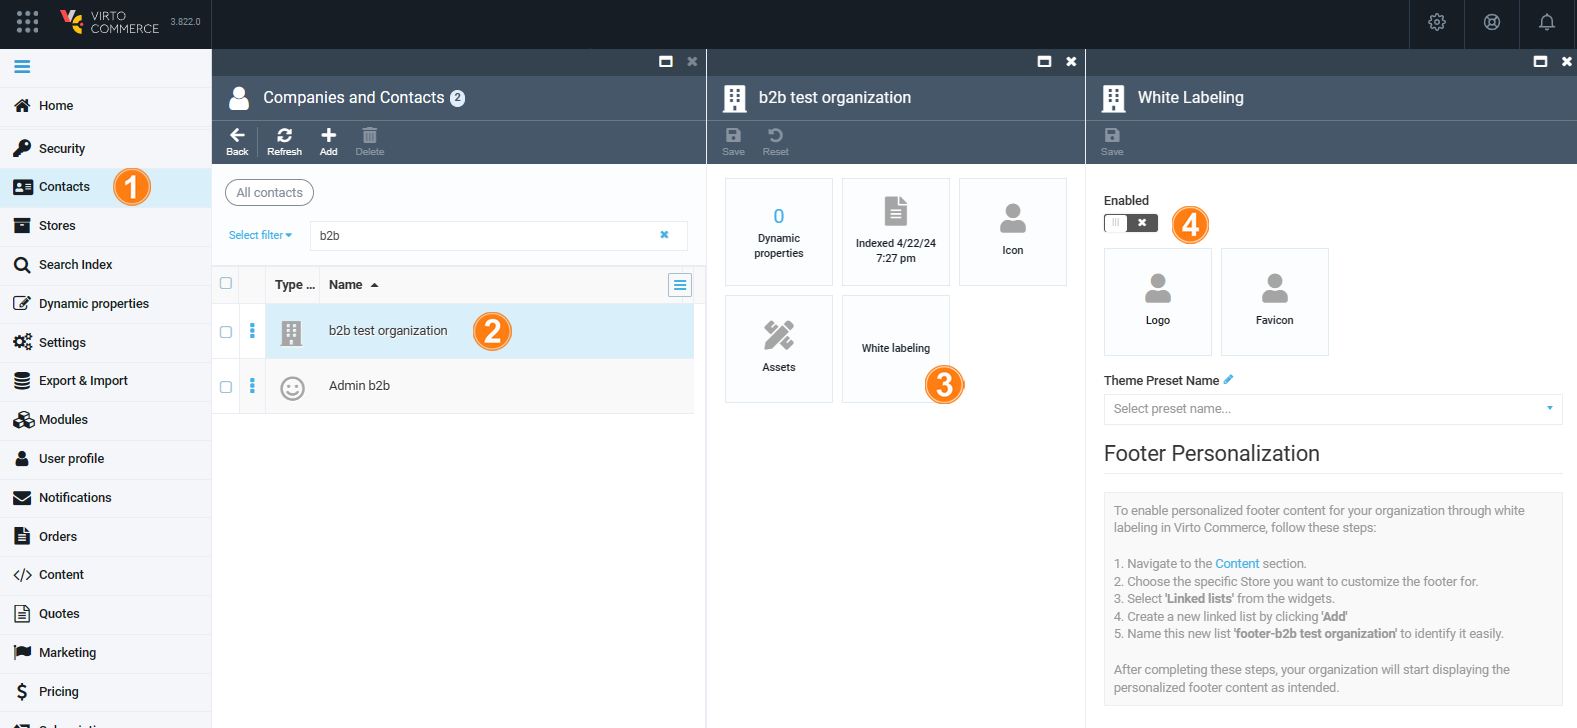 VIRTO
COMMERCE
3.822.0
Home
Security
Contacts
1
Stores
Search Index
Dynamic properties
Settings
Export & Import
Modules
User profile
Notifications
Orders
Content
Quotes
Marketing
Pricing
Companies and Contacts 2
Back
Refresh
Add
Delete
All contacts
Select filter
b2b
Type ...
Name
b2b test organization
2
Admin b2b
b2b test organization
Save
Reset
0
Dynamic
properties
Indexed 4/22/24
7:27 pm
Icon
Assets
White labeling
3
White Labeling
Save
Enabled
4
Logo
Favicon
Theme Preset Name
Select preset name...
Footer Personalization
To enable personalized footer content for your organization through white
labeling in Virto Commerce, follow these steps:
1. Navigate to the Content section.
2. Choose the specific Store you want to customize the footer for.
3. Select 'Linked lists' from the widgets.
4. Create a new linked list by clicking 'Add'
5. Name this new list 'footer-b2b test organization' to identify it easily.
After completing these steps, your organization will start displaying the
personalized footer content as intended.